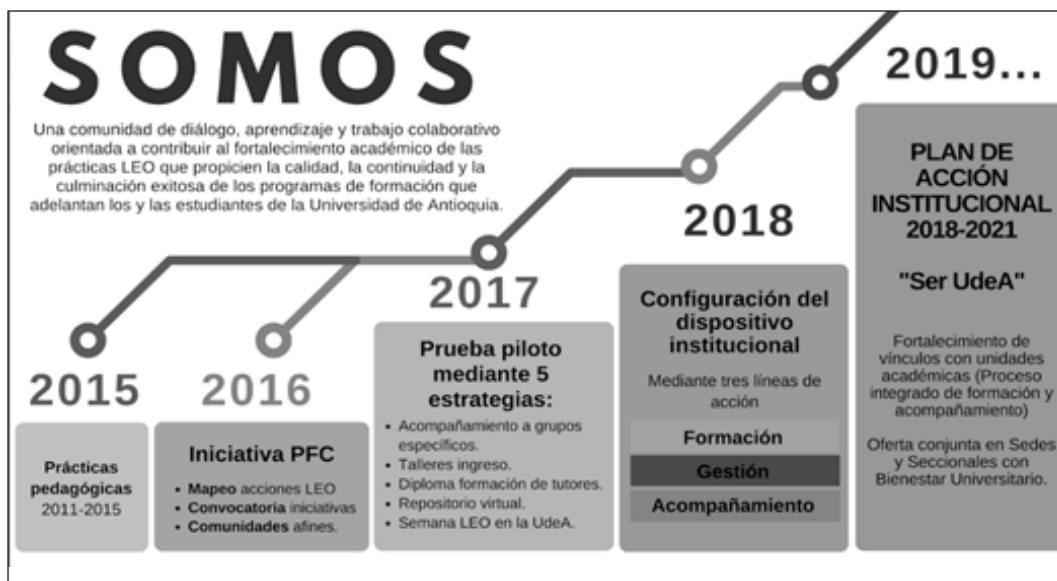 SOMOS
Una comunidad de diálogo, aprendizaje y trabajo colaborativo
orientada a contribuir al fortalecimiento académico de las
prácticas LEO que propicien la calidad, la continuidad y la
culminación exitosa de los programas de formación que
adelantan los y las estudiantes de la Universidad de Antioquia.
2015
Prácticas
pedagógicas
2011-2015
2016
Iniciativa PFC
• Mapeo acciones LEO
• Convocatoria iniciativas
• Comunidades afines.
2017
Prueba piloto
mediante 5
estrategias:
• Acompañamiento a grupos
específicos.
• Talleres ingreso.
• Diploma formación de tutores.
• Repositorio virtual.
• Semana LEO en la UdeA.
2018
Configuración del
dispositivo
institucional
Mediante tres líneas de
acción
Formación
Gestión
Acompañamiento
2019...
PLAN DE
ACCIÓN
INSTITUCIONAL
2018-2021
"Ser UdeA"
Fortalecimiento de
vínculos con unidades
académicas (Proceso
integrado de formación y
acompañamiento)
Oferta conjunta en Sedes
y Seccionales con
Bienestar Universitario.